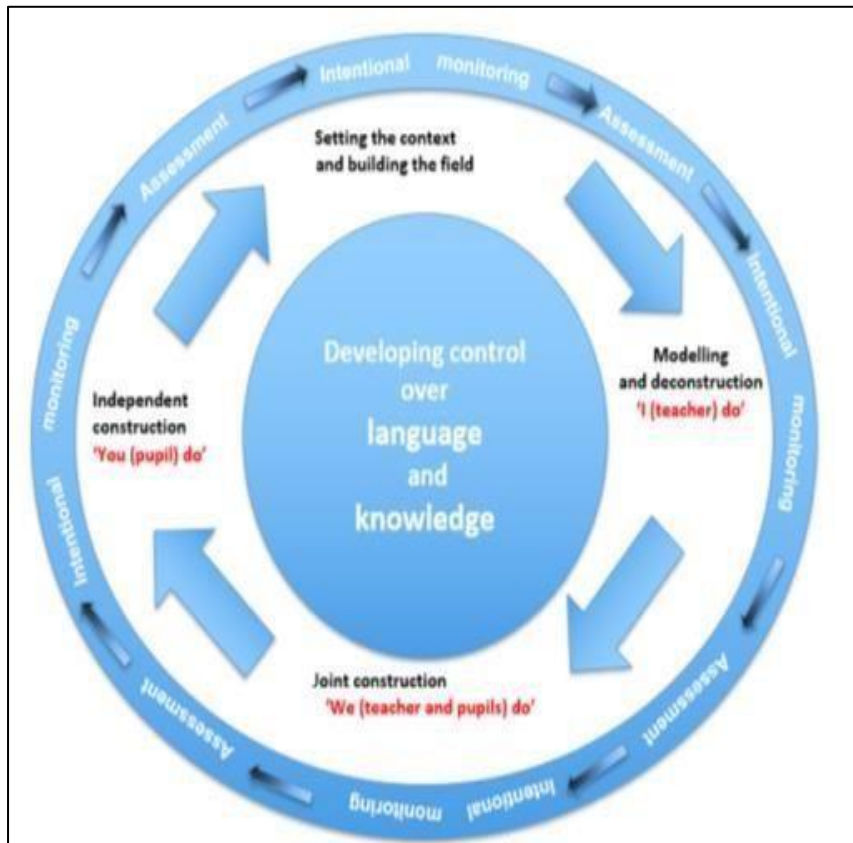 Intentional monitoring
Assessment
Intentional monitoring
Assessment
Intentional monitoring
Assessment
Intentional monitoring
Assessment
Setting the context
and building the field
Modelling
and deconstruction
'I (teacher) do'
Joint construction
'We (teacher and pupils) do'
Independent
construction
'You (pupil) do'
Developing control
over
language
and
knowledge